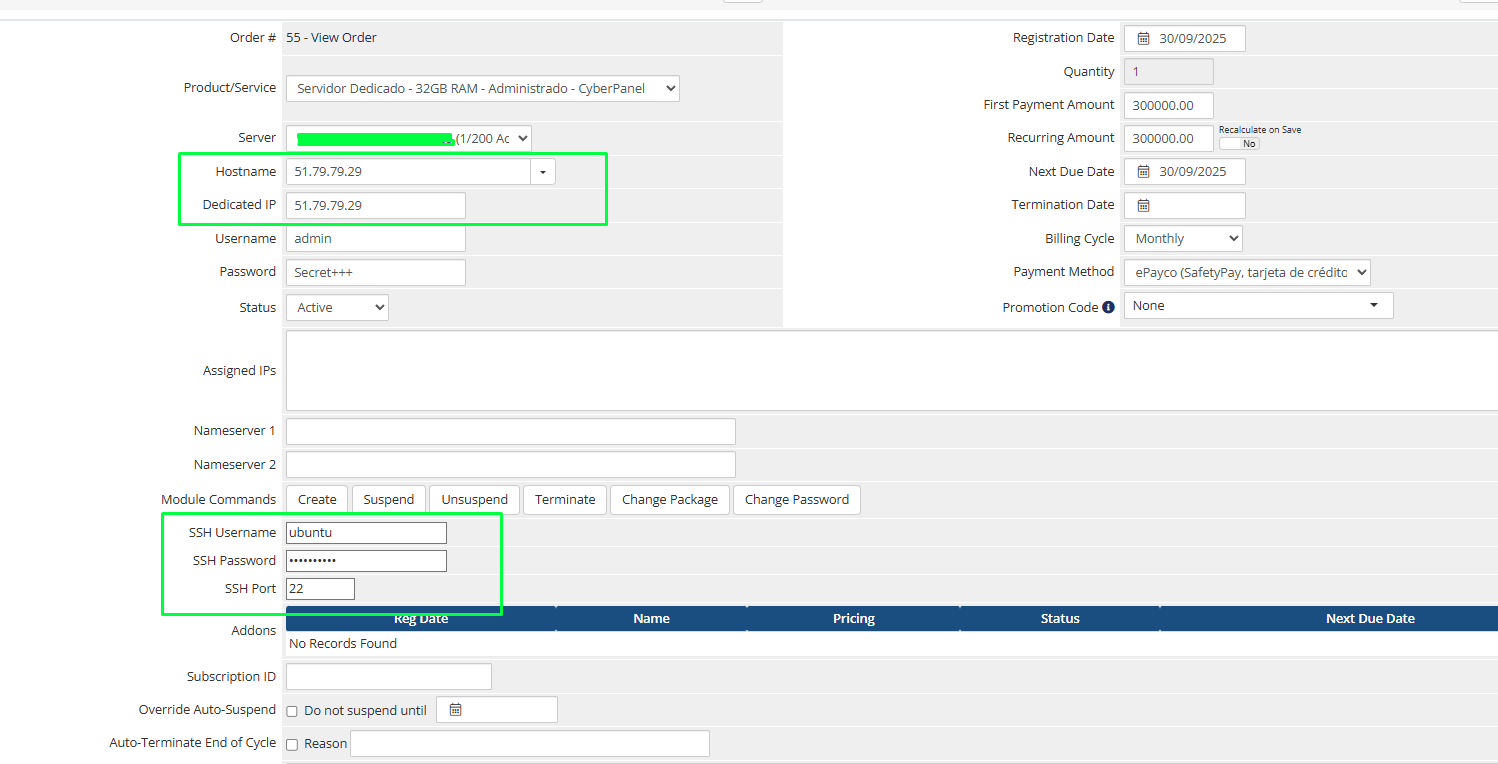 Order # 55 - View Order
Registration Date 30/09/2025
Quantity 1
Product/Service Servidor Dedicado - 32GB RAM - Administrado - CyberPanel
First Payment Amount 300000.00
Server (1/200 Ac
Recurring Amount 300000.00 Recalculate on Save No
Hostname 51.79.79.29
Next Due Date 30/09/2025
Dedicated IP 51.79.79.29
Termination Date
Username admin
Billing Cycle Monthly
Password Secret+++
Payment Method ePayco (SafetyPay, tarjeta de crédito
Status Active
Promotion Code None
Assigned IPs
Nameserver 1
Nameserver 2
Module Commands Create Suspend Unsuspend Terminate Change Package Change Password
SSH Username ubuntu
SSH Password ••••••••••
SSH Port 22
Addons
Reg Date Name Pricing Status Next Due Date
No Records Found
Subscription ID
Override Auto-Suspend Do not suspend until
Auto-Terminate End of Cycle Reason